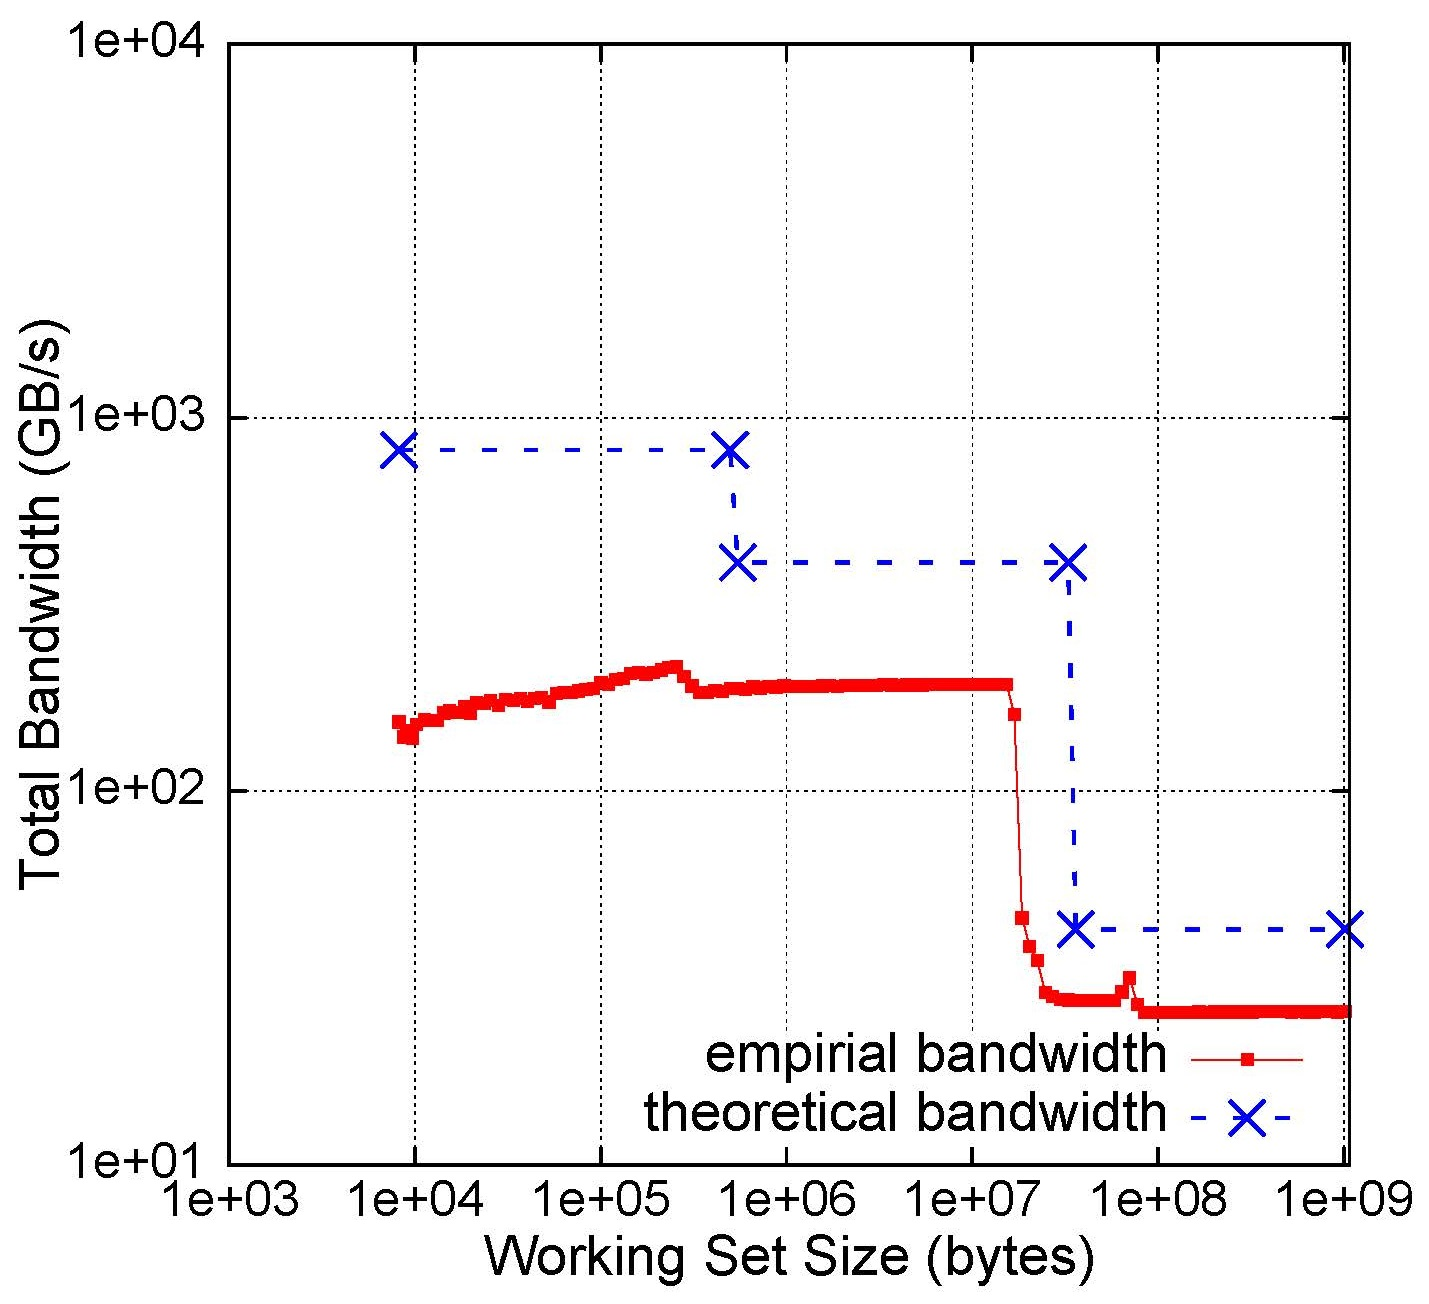 1e+04
1e+03
1e+02
1e+01
Total Bandwidth (GB/s)
empirial bandwidth
theoretical bandwidth
1e+03 1e+04 1e+05 1e+06 1e+07 1e+08 1e+09
Working Set Size (bytes)